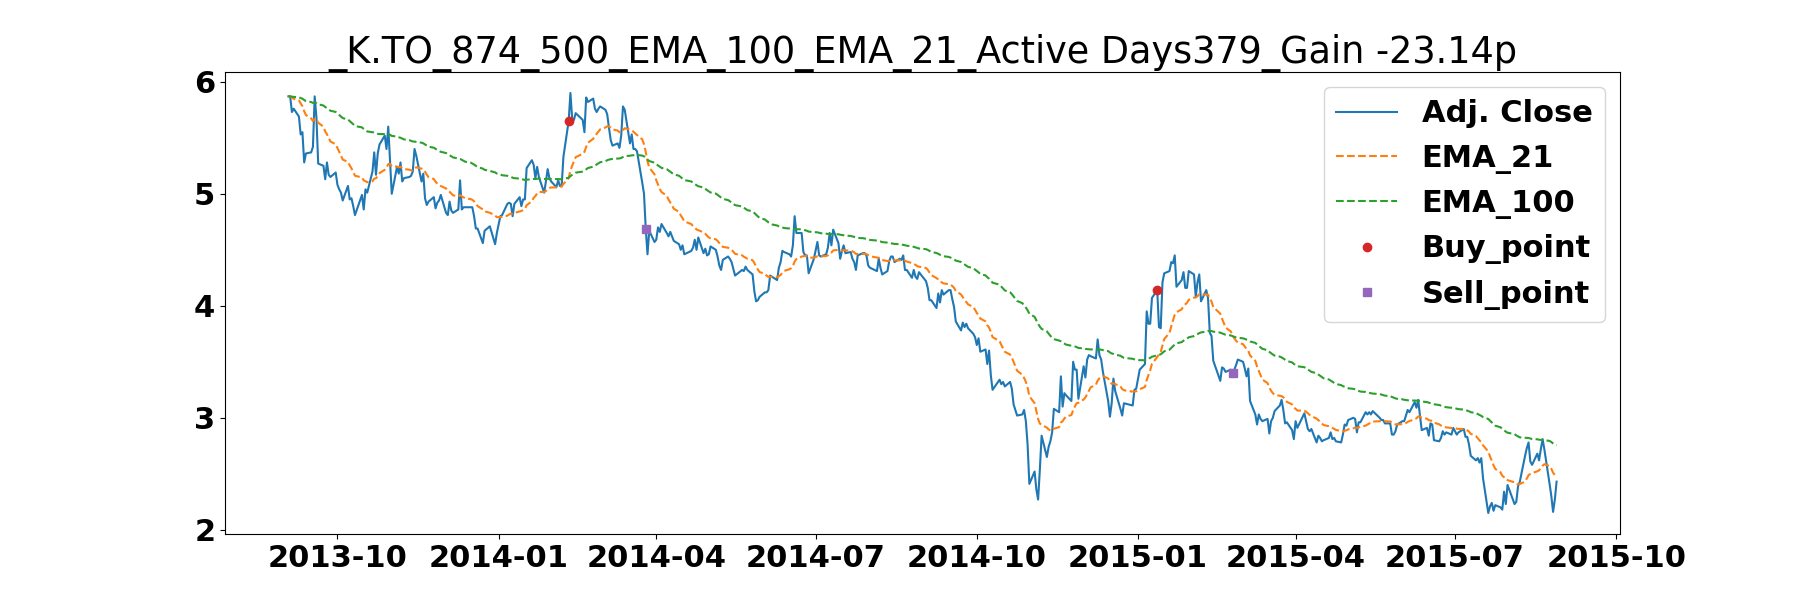 _K.TO_874_500_EMA_100_EMA_21_Active Days379_Gain -23.14p
6
5
4
3
2
Adj. Close
EMA_21
EMA_100
Buy_point
Sell_point
2013-10 2014-01 2014-04 2014-07 2014-10 2015-01 2015-04 2015-07 2015-10